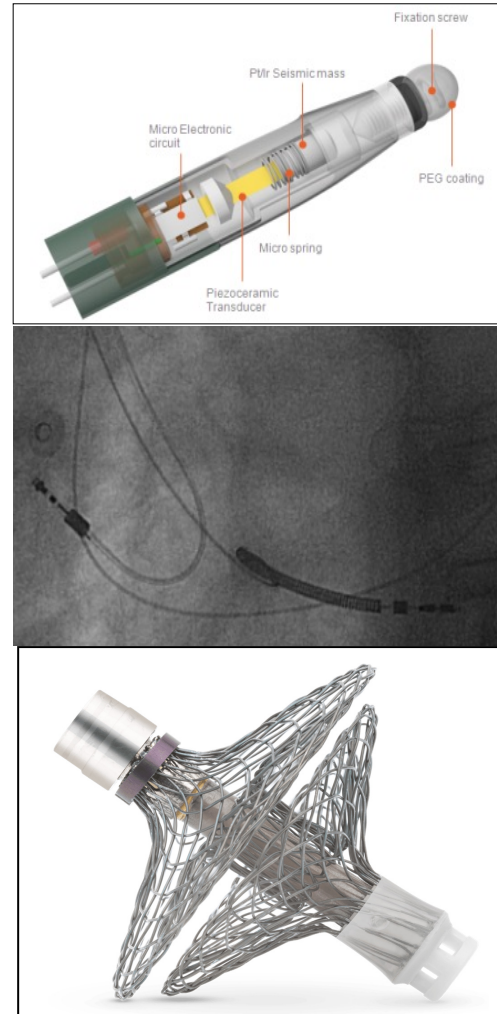 Fixation screw
Pt/Ir Seismic mass
Micro Electronic
circuit
PEG coating
Micro spring
Piezoceramic
Transducer